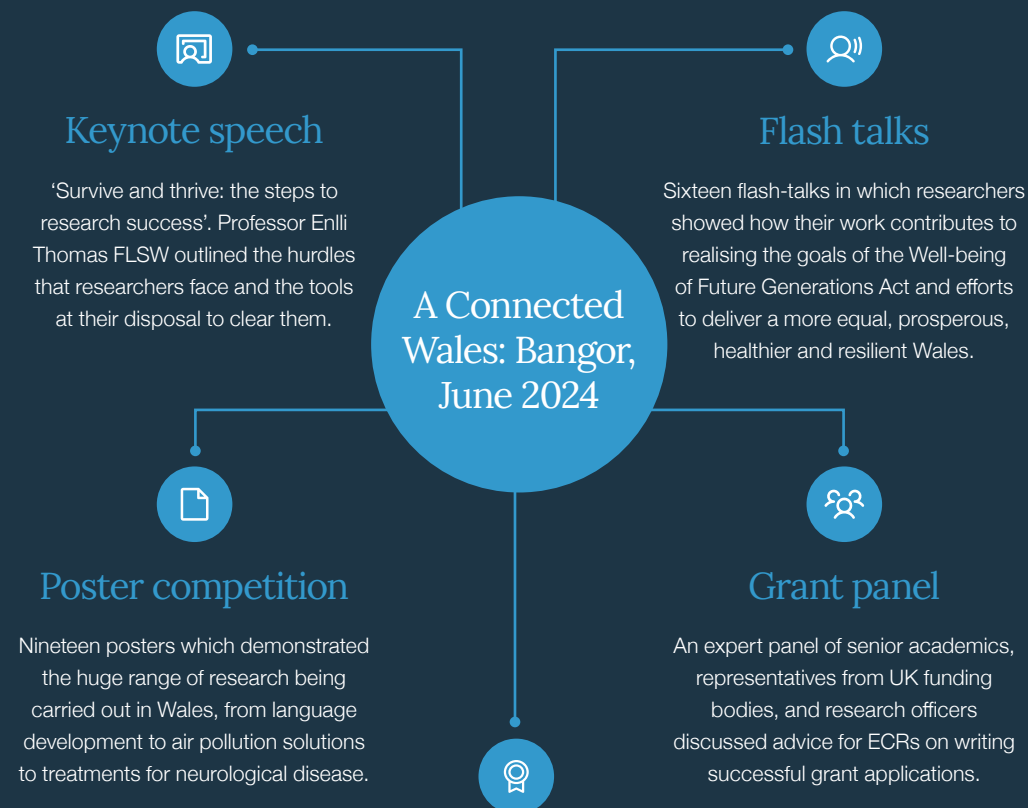 Keynote speech
'Survive and thrive: the steps to
research success'. Professor Enlli
Thomas FLSW outlined the hurdles
that researchers face and the tools
at their disposal to clear them.
Flash talks
Sixteen flash-talks in which researchers
showed how their work contributes to
realising the goals of the Well-being
of Future Generations Act and efforts
to deliver a more equal, prosperous,
healthier and resilient Wales.
A Connected
Wales: Bangor,
June 2024
Poster competition
Nineteen posters which demonstrated
the huge range of research being
carried out in Wales, from language
development to air pollution solutions
to treatments for neurological disease.
Grant panel
An expert panel of senior academics,
representatives from UK funding
bodies, and research officers
discussed advice for ECRs on writing
successful grant applications.